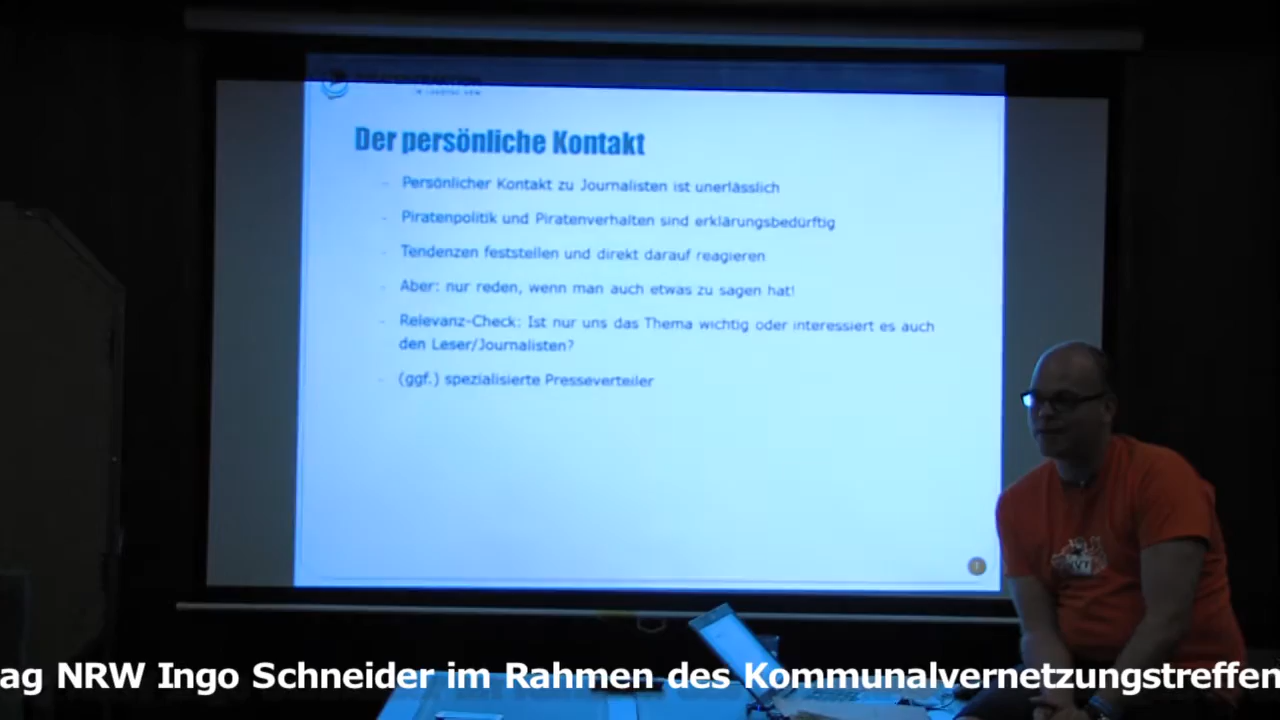 Der persönliche Kontakt
- Persönlicher Kontakt zu Journalisten ist unerlässlich
- Piratenpolitik und Piratenverhalten sind erklärungsbedürftig
- Tendenzen feststellen und direkt darauf reagieren
- Aber: nur reden, wenn man auch etwas zu sagen hat!
- Relevanz-Check: Ist nur uns das Thema wichtig oder interessiert es auch
den Leser/Journalisten?
- (ggf.) spezialisierte Presseverteiler
ag NRW Ingo Schneider im Rahmen des Kommunalvernetzungstreffen